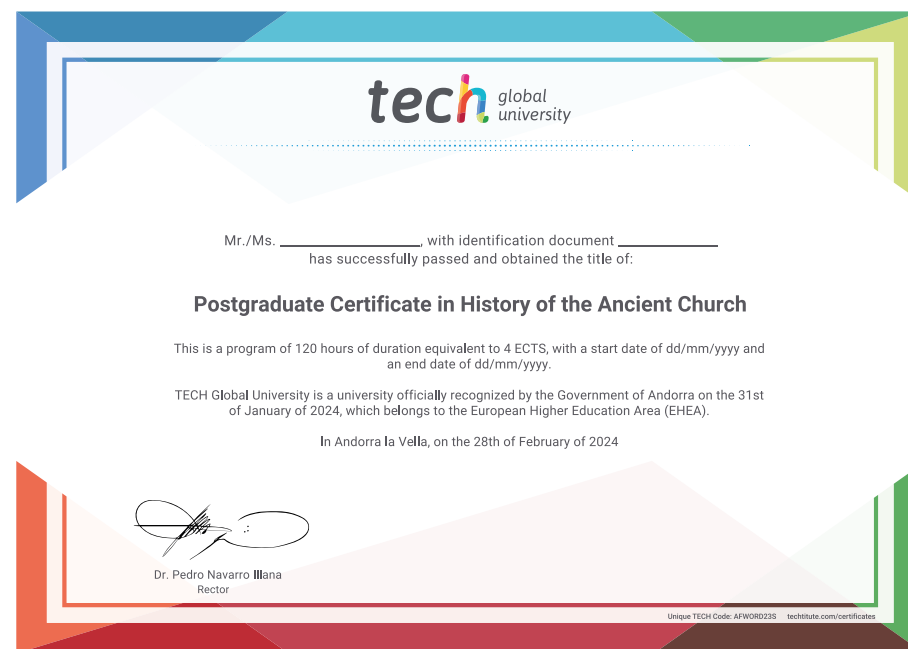 tech global
university
Mr./Ms. ____________________, with identification document ______________
has successfully passed and obtained the title of:
Postgraduate Certificate in History of the Ancient Church
This is a program of 120 hours of duration equivalent to 4 ECTS, with a start date of dd/mm/yyyy and
an end date of dd/mm/yyyy.
TECH Global University is a university officially recognized by the Government of Andorra on the 31st
of January of 2024, which belongs to the European Higher Education Area (EHEA).
In Andorra la Vella, on the 28th of February of 2024
Dr. Pedro Navarro Illana
Rector
Unique TECH Code: AFWORD23S techtitute.com/certificates